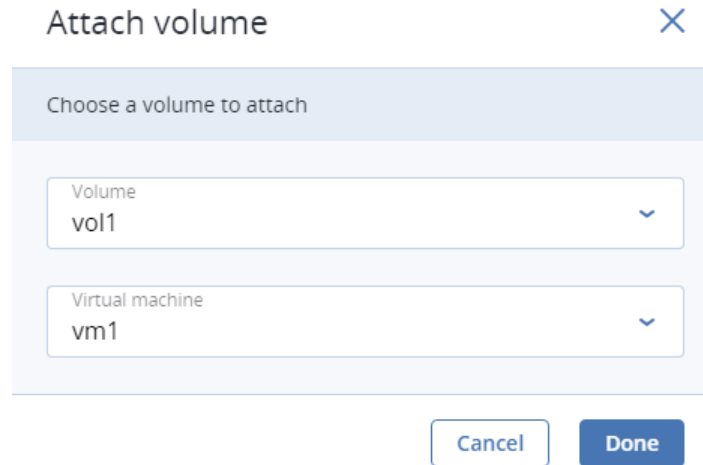 Attach volume
Choose a volume to attach
Volume
vol1
Virtual machine
vm1
Cancel Done